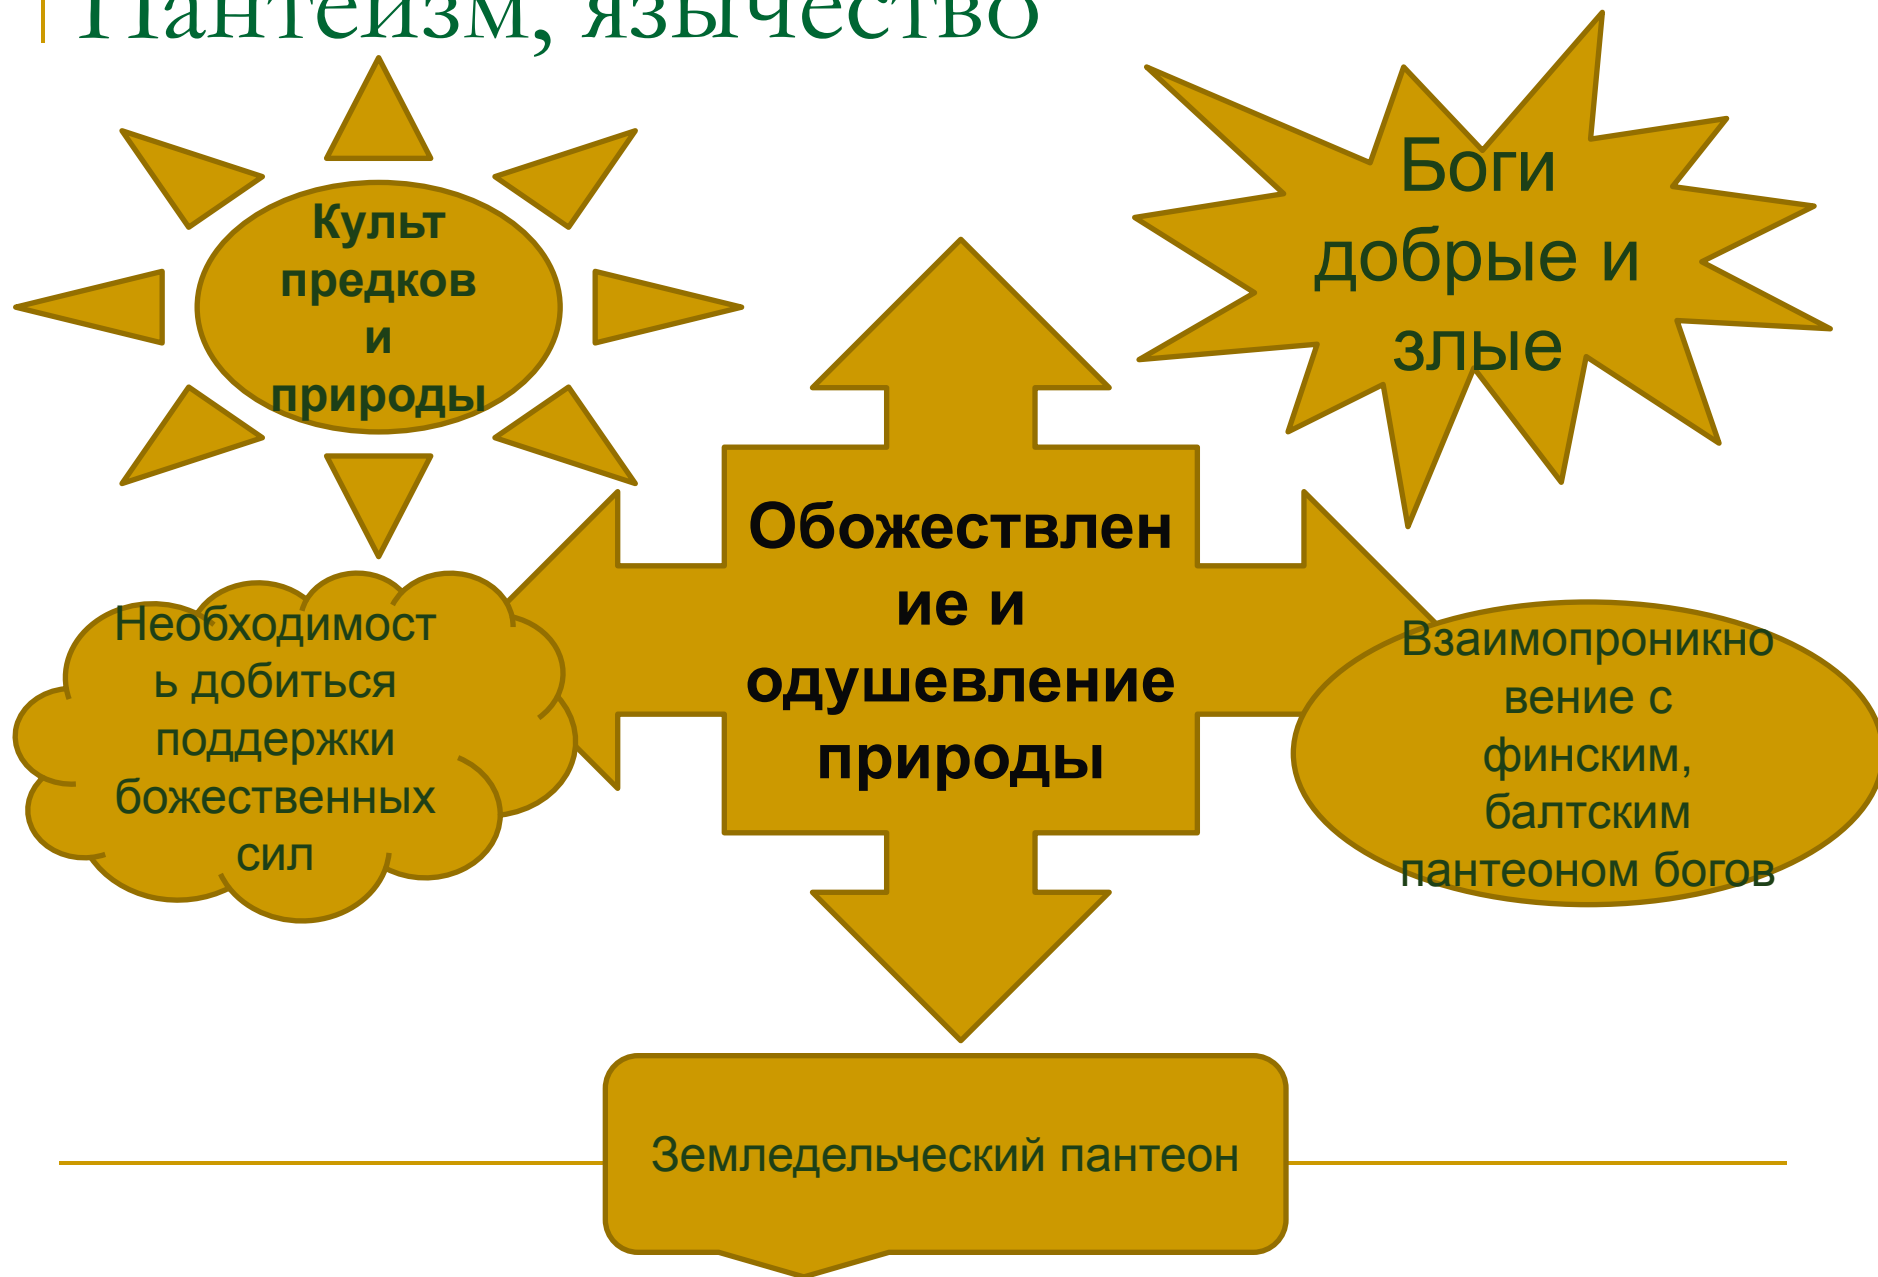 Пантеизм, язычество
Культ
предков
и
природы
Боги
добрые и
злые
Обожествлен
ие и
одушевление
природы
Необходимост
ь добиться
поддержки
божественных
сил
Взаимопроникно
вение с
финским,
балтским
пантеоном богов
Земледельческий пантеон